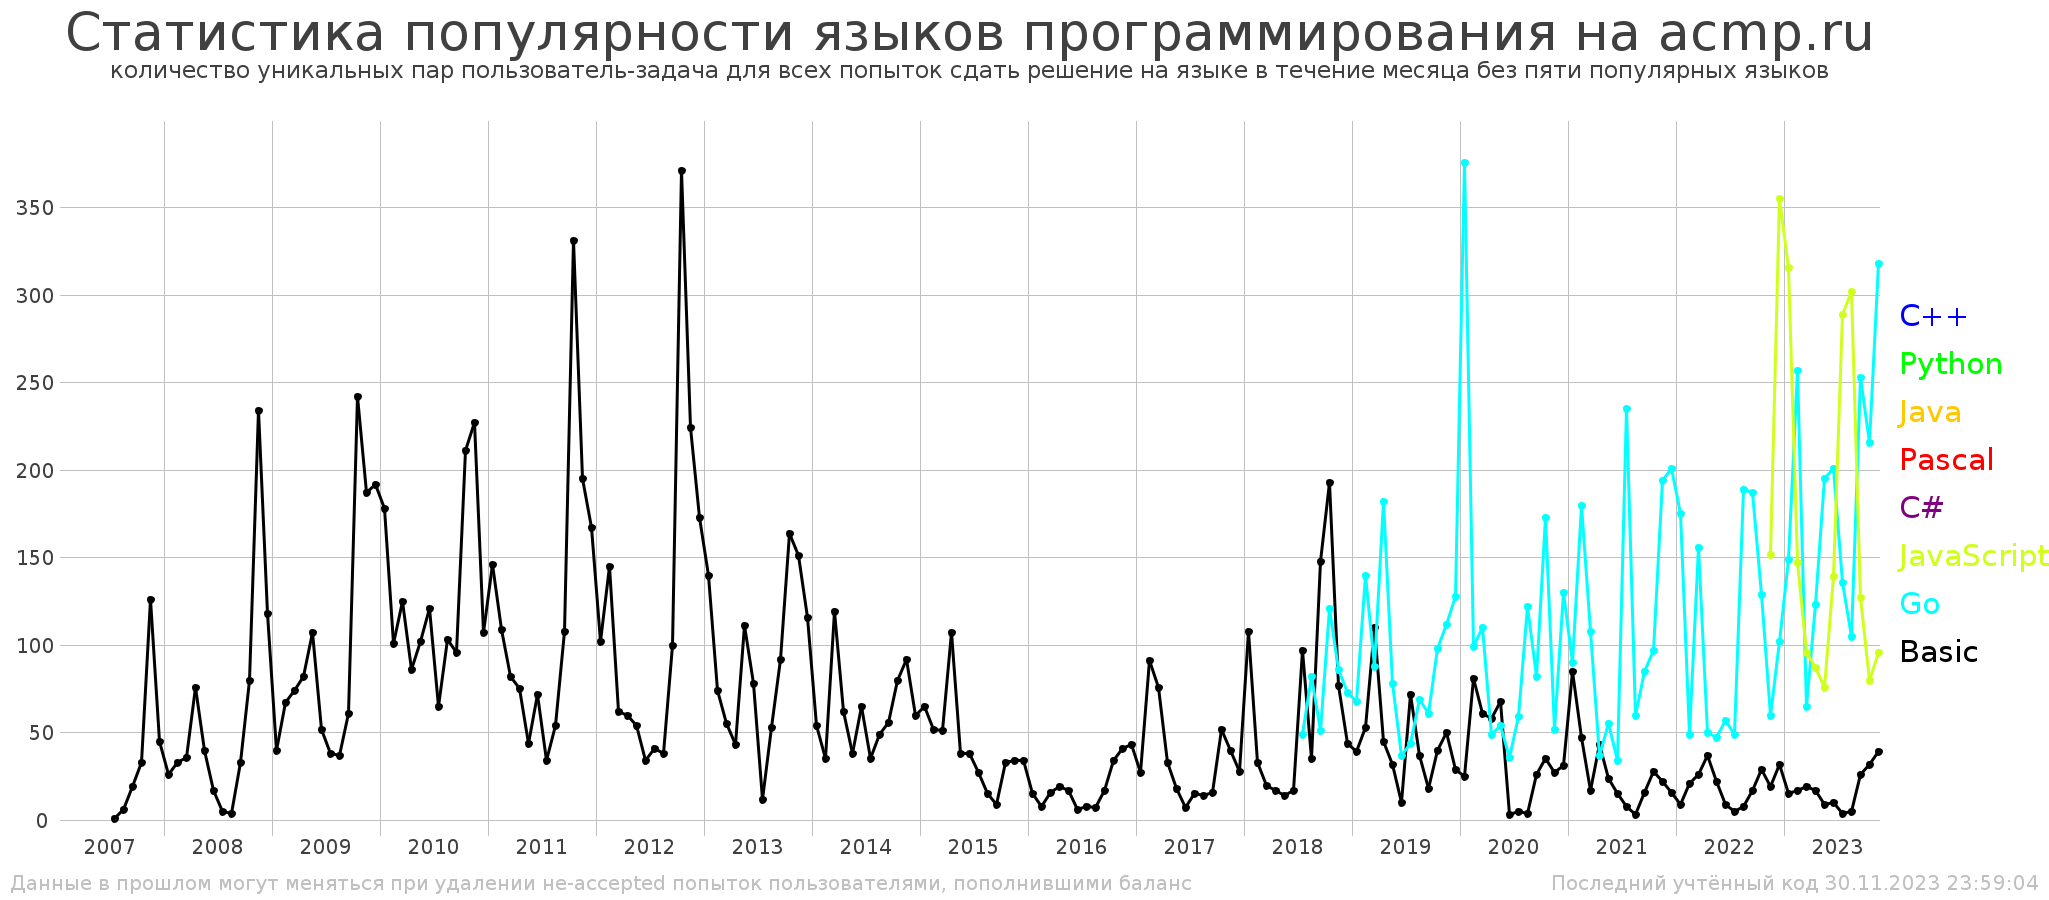 Статистика популярности языков программирования на acmp.ru
количество уникальных пар пользователь-задача для всех попыток сдать решение на языке в течение месяца без пяти популярных языков
350
300
250
200
150
100
50
0
C++
Python
Java
Pascal
C#
JavaScript
Go
Basic
2007 2008 2009 2010 2011 2012 2013 2014 2015 2016 2017 2018 2019 2020 2021 2022 2023
Данные в прошлом могут меняться при удалении не-accepted попыток пользователями, пополнившими баланс
Последний учтённый код 30.11.2023 23:59:04